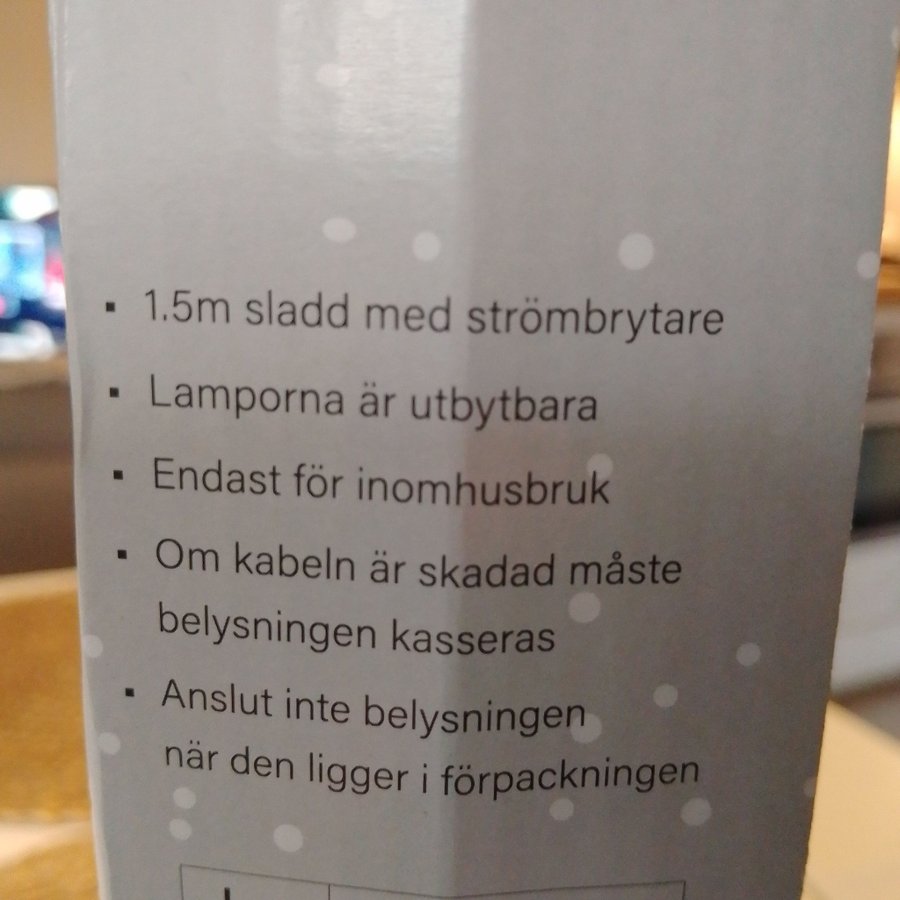 ▪ 1.5m sladd med strömbrytare
▪ Lamporna är utbytbara
▪ Endast för inomhusbruk
▪ Om kabeln är skadad måste
belysningen kasseras
▪ Anslut inte belysningen
när den ligger i förpackningen